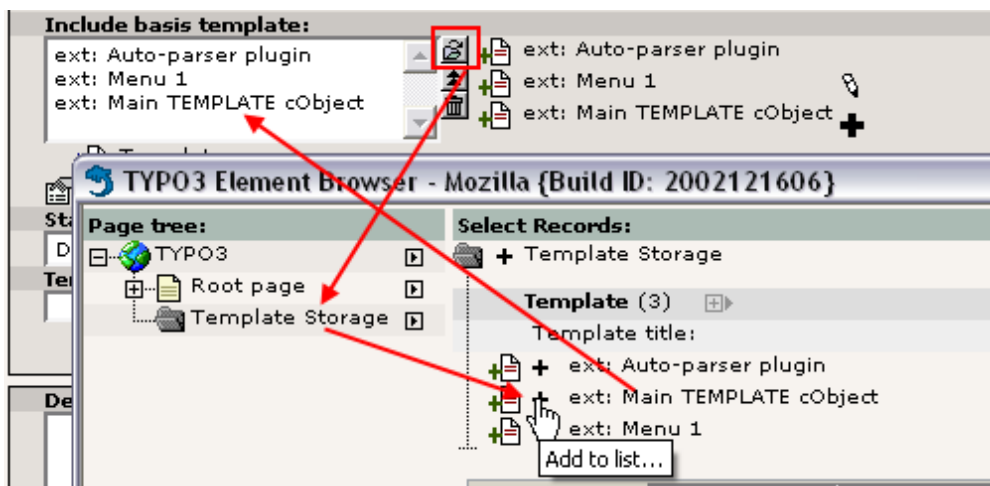 Include basis template:
ext: Auto-parser plugin
ext: Menu 1
ext: Main TEMPLATE cObject
ext: Auto-parser plugin
ext: Menu 1
ext: Main TEMPLATE cObject
TYPO3 Element Browser - Mozilla {Build ID: 2002121606}
Page tree:
TYPO3
Root page
Template Storage
Select Records:
Template Storage
Template (3)
Template title:
ext: Auto-parser plugin
ext: Main TEMPLATE cObject
ext: Menu 1
Add to list...